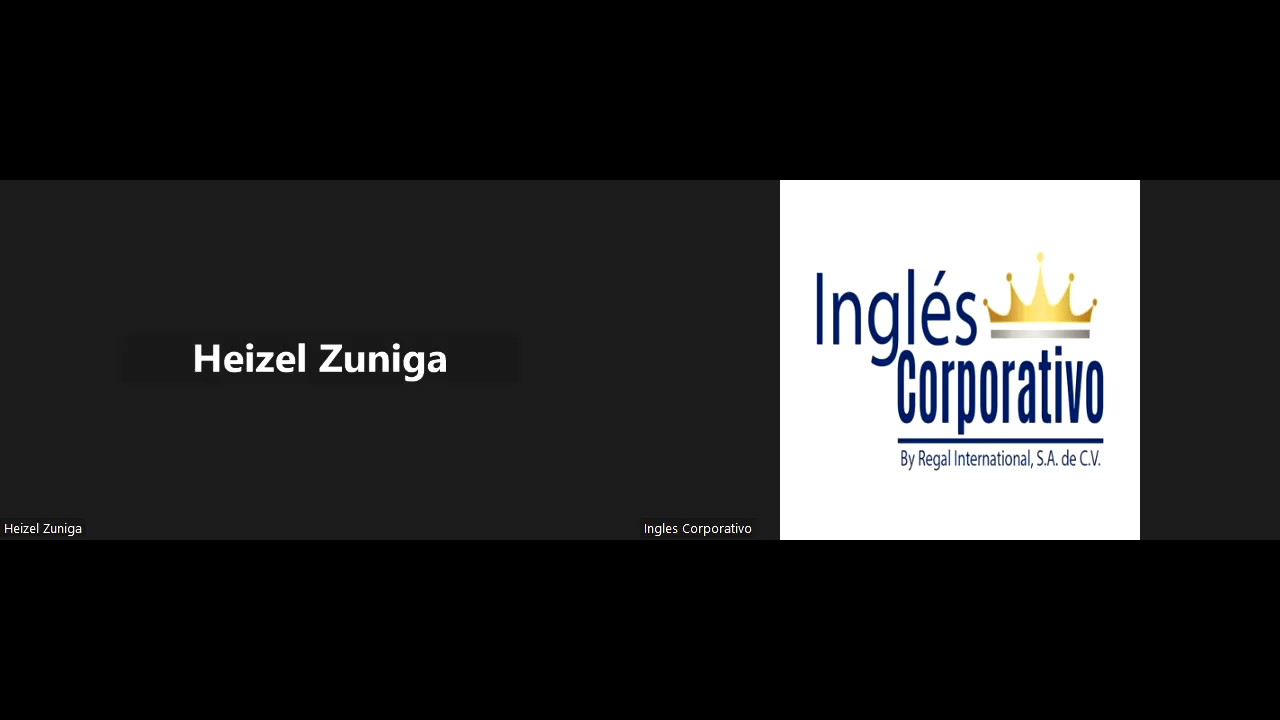 Heizel Zuniga
Heizel Zuniga
Inglés
Corporativo
By Regal International, S.A. de C.V.
Ingles Corporativo